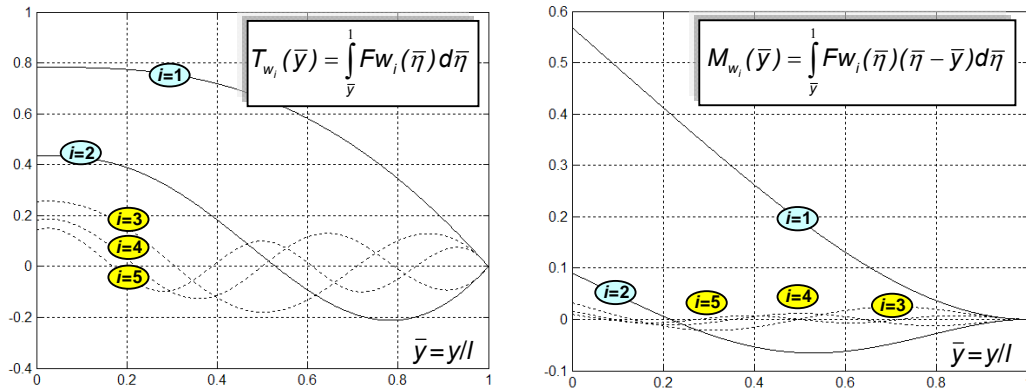 1
0.8
0.6
0.4
0.2
0
-0.2
-0.4
0 0.2 0.4 0.6 0.8 1
T_{w_i}(ȳ) = ∫_{ȳ}^{1} Fw_i(η̄) dη̄
i=1
i=2
i=3
i=4
i=5
ȳ = y/l
0.6
0.5
0.4
0.3
0.2
0.1
0
-0.1
0 0.2 0.4 0.6 0.8
M_{w_i}(ȳ) = ∫_{ȳ}^{1} Fw_i(η̄)(η̄ − ȳ)dη̄
i=1
i=2
i=5
i=4
i=3
ȳ = y/l